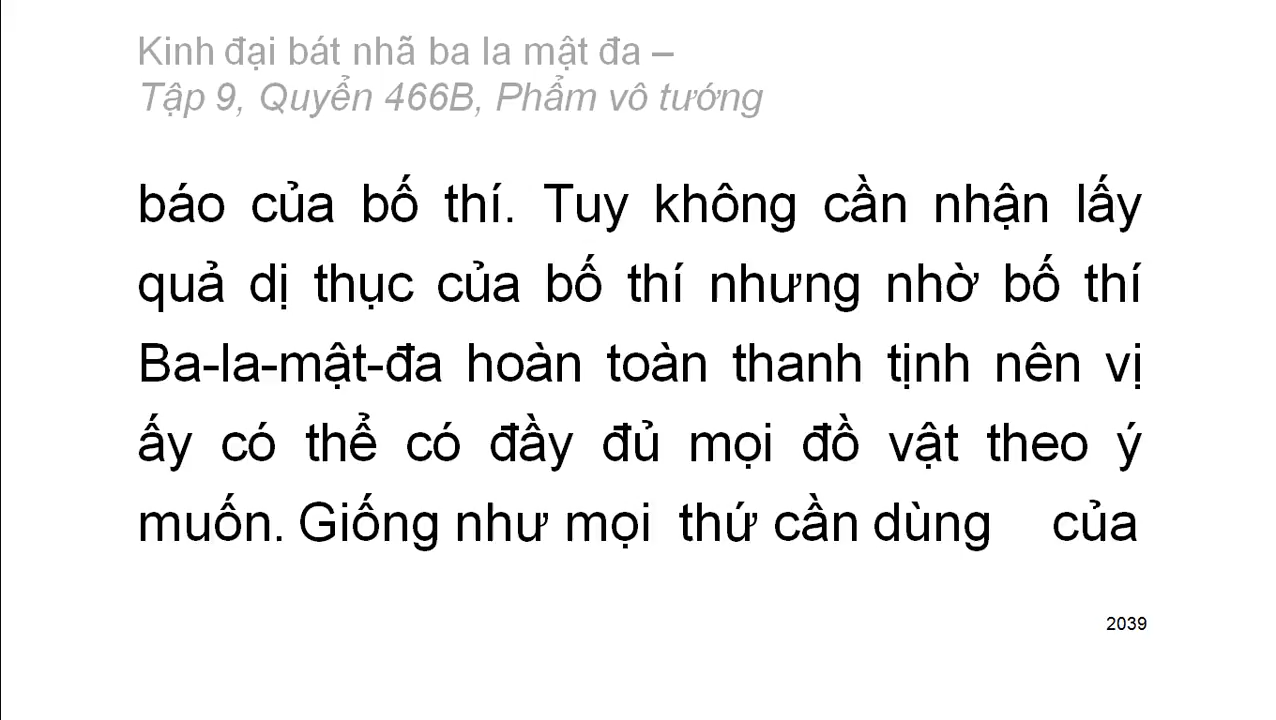 Kinh đại bát nhã ba la mật đa –
Tập 9, Quyển 466B, Phẩm vô tướng
báo của bố thí. Tuy không cần nhận lấy
quả dị thục của bố thí nhưng nhờ bố thí
Ba-la-mật-đa hoàn toàn thanh tịnh nên vị
ấy có thể có đầy đủ mọi đồ vật theo ý
muốn. Giống như mọi thứ cần dùng của
2039